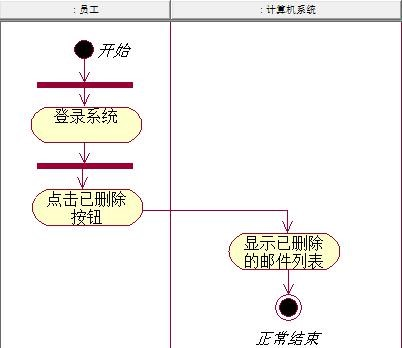 : 员工
: 计算机系统
开始
登录系统
点击已删除
按钮
显示已删除
的邮件列表
正常结束